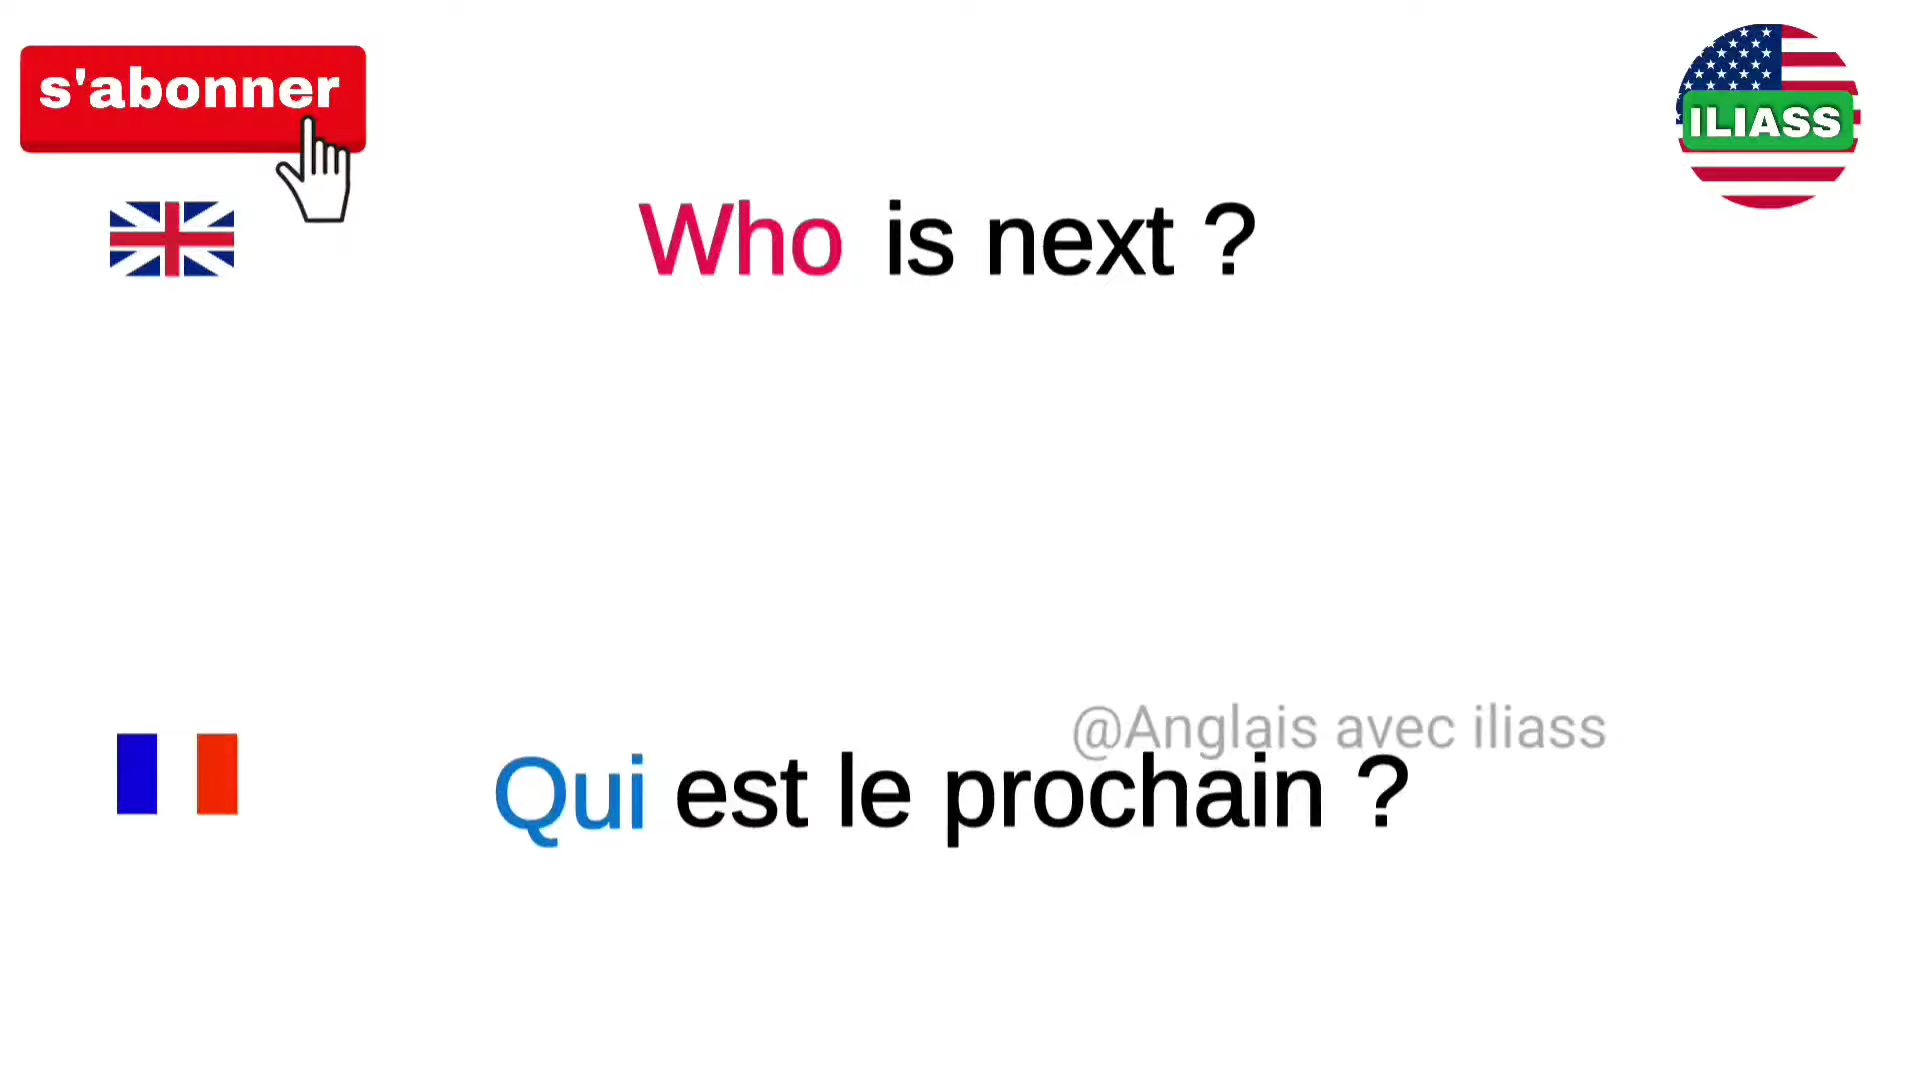 s'abonner
ILIASS
Who is next ?
@Anglais avec iliass
Qui est le prochain ?